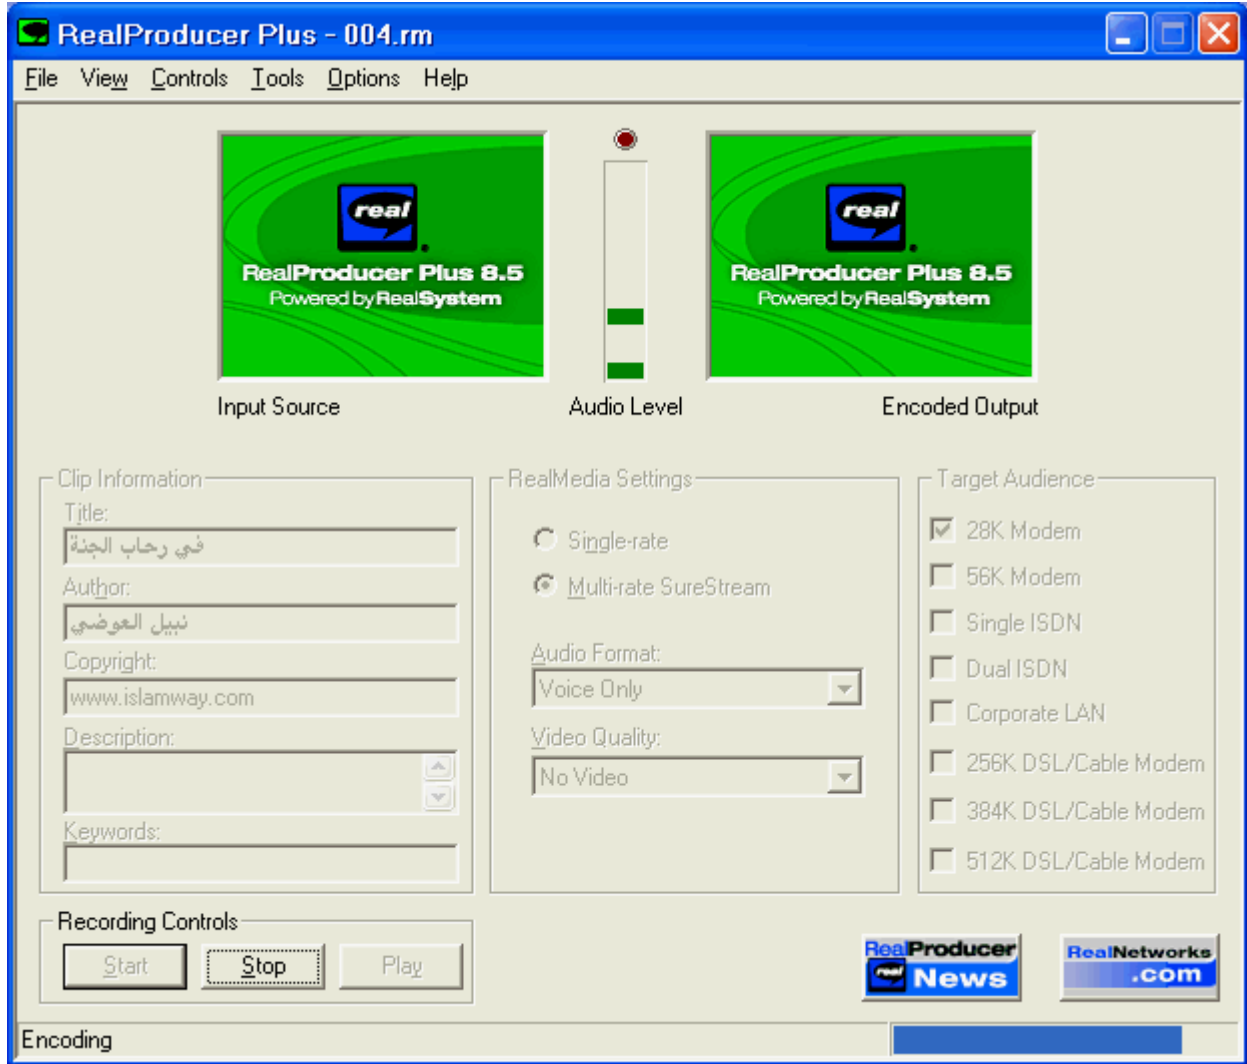 RealProducer Plus - 004.rm
File View Controls Tools Options Help
real
RealProducer Plus 8.5
Powered by RealSystem
real
RealProducer Plus 8.5
Powered by RealSystem
Input Source
Audio Level
Encoded Output
Clip Information
Title:
في رحاب الجنة
Author:
نبيل العوضي
Copyright:
www.islamway.com
Description:
Keywords:
RealMedia Settings
Single-rate
Multi-rate SureStream
Audio Format:
Voice Only
Video Quality:
No Video
Target Audience
28K Modem
56K Modem
Single ISDN
Dual ISDN
Corporate LAN
256K DSL/Cable Modem
384K DSL/Cable Modem
512K DSL/Cable Modem
Recording Controls
Start Stop Play
RealProducer
real News
RealNetworks
.com
Encoding